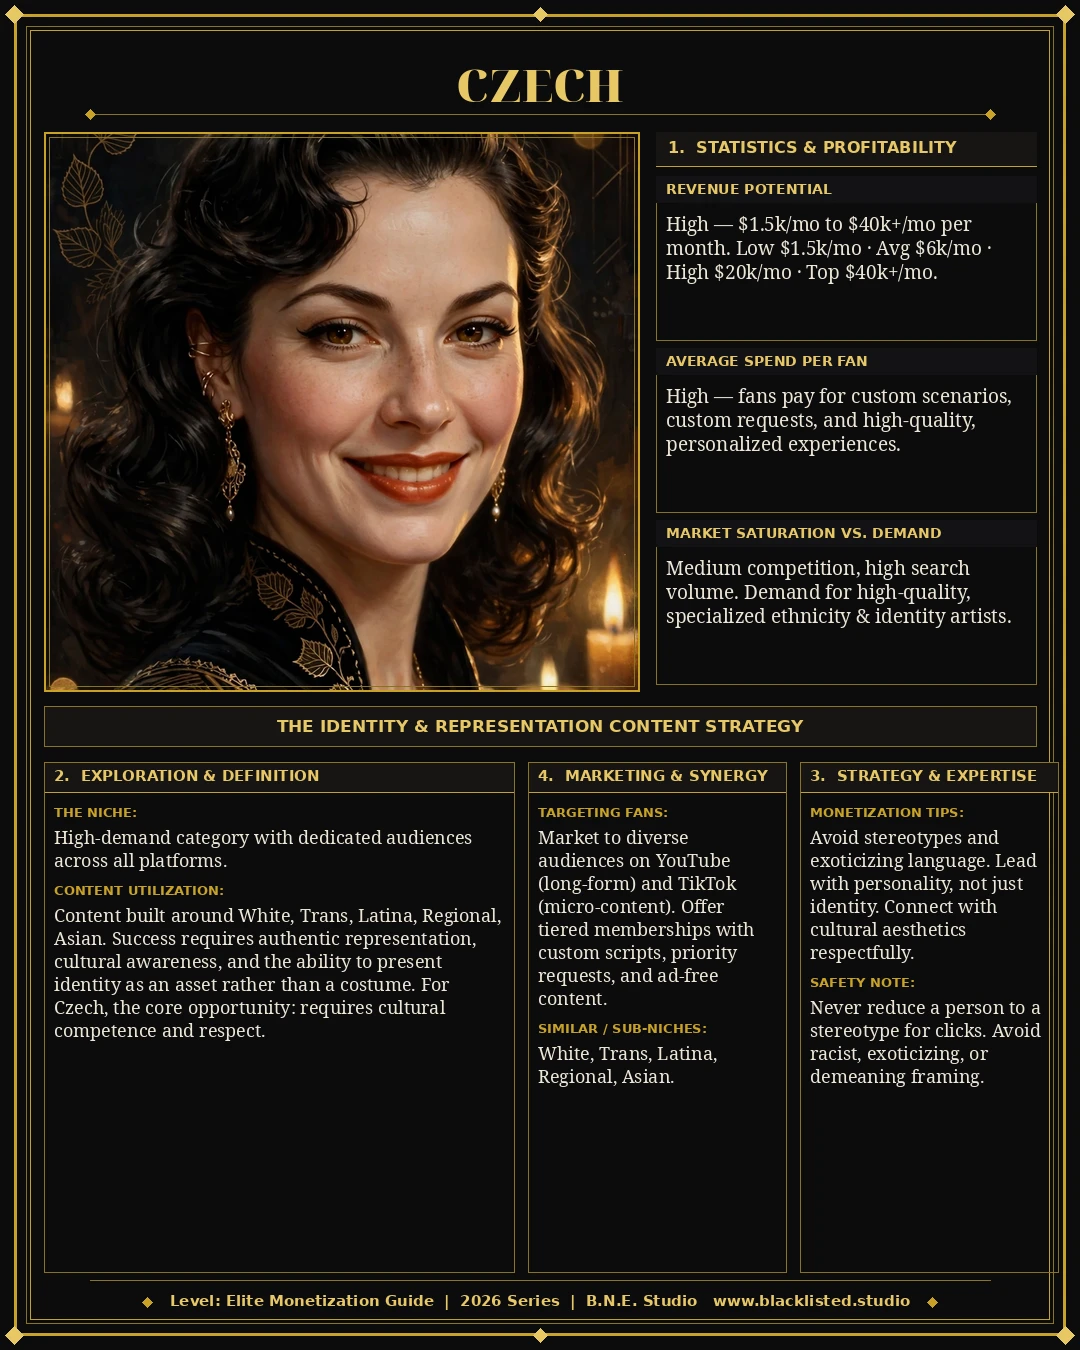 CZECH
1. STATISTICS & PROFITABILITY
REVENUE POTENTIAL
High — $1.5k/mo to $40k+/mo per
month. Low $1.5k/mo · Avg $6k/mo ·
High $20k/mo · Top $40k+/mo.
AVERAGE SPEND PER FAN
High — fans pay for custom scenarios,
custom requests, and high-quality,
personalized experiences.
MARKET SATURATION VS. DEMAND
Medium competition, high search
volume. Demand for high-quality,
specialized ethnicity & identity artists.
THE IDENTITY & REPRESENTATION CONTENT STRATEGY
2. EXPLORATION & DEFINITION
THE NICHE:
High-demand category with dedicated audiences
across all platforms.
CONTENT UTILIZATION:
Content built around White, Trans, Latina, Regional,
Asian. Success requires authentic representation,
cultural awareness, and the ability to present
identity as an asset rather than a costume. For
Czech, the core opportunity: requires cultural
competence and respect.
4. MARKETING & SYNERGY
TARGETING FANS:
Market to diverse
audiences on YouTube
(long-form) and TikTok
(micro-content). Offer
tiered memberships with
custom scripts, priority
requests, and ad-free
content.
SIMILAR / SUB-NICHES:
White, Trans, Latina,
Regional, Asian.
3. STRATEGY & EXPERTISE
MONETIZATION TIPS:
Avoid stereotypes and
exoticizing language. Lead
with personality, not just
identity. Connect with
cultural aesthetics
respectfully.
SAFETY NOTE:
Never reduce a person to a
stereotype for clicks. Avoid
racist, exoticizing, or
demeaning framing.
Level: Elite Monetization Guide | 2026 Series | B.N.E. Studio www.blacklisted.studio